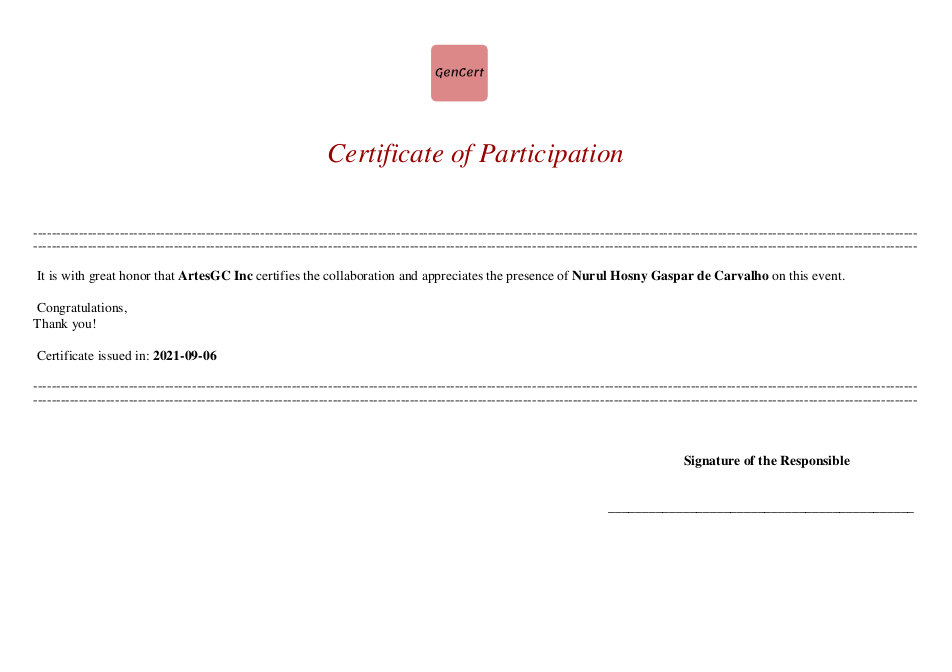 GenCert
Certificate of Participation
--------------------------------------------------------------------------------------------------------------------------------------------------------------------------------------------------------
--------------------------------------------------------------------------------------------------------------------------------------------------------------------------------------------------------
It is with great honor that ArtesGC Inc certifies the collaboration and appreciates the presence of Nurul Hosny Gaspar de Carvalho on this event.
Congratulations,
Thank you!
Certificate issued in: 2021-09-06
--------------------------------------------------------------------------------------------------------------------------------------------------------------------------------------------------------
--------------------------------------------------------------------------------------------------------------------------------------------------------------------------------------------------------
Signature of the Responsible
_______________________________________________